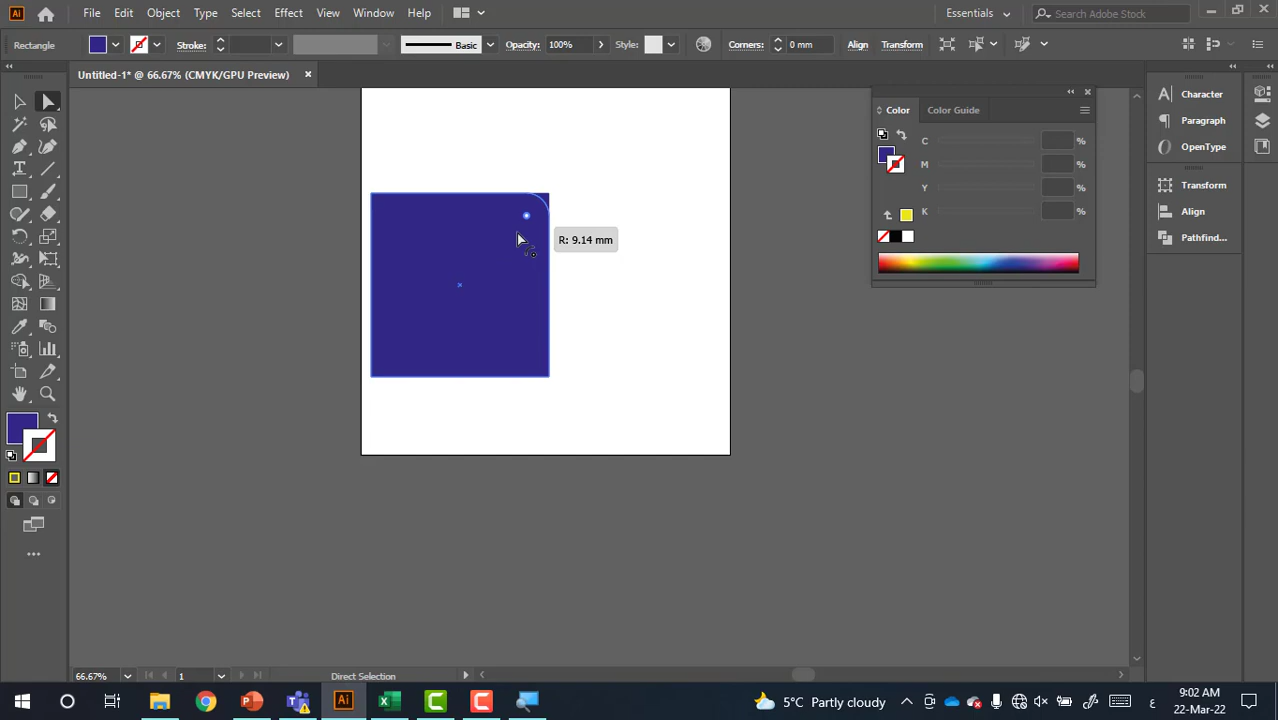 Ai File Edit Object Type Select Effect View Window Help Essentials Search Adobe Stock
Rectangle Stroke: Basic Opacity: 100% Style: Corners: 0 mm Align Transform
Untitled-1* @ 66.67% (CMYK/GPU Preview)
Character
Paragraph
OpenType
Transform
Align
Pathfind...
Color Color Guide
C %
M %
Y %
K %
R: 9.14 mm
66.67% 1 Direct Selection
5°C Partly cloudy ع 9:02 AM
22-Mar-22